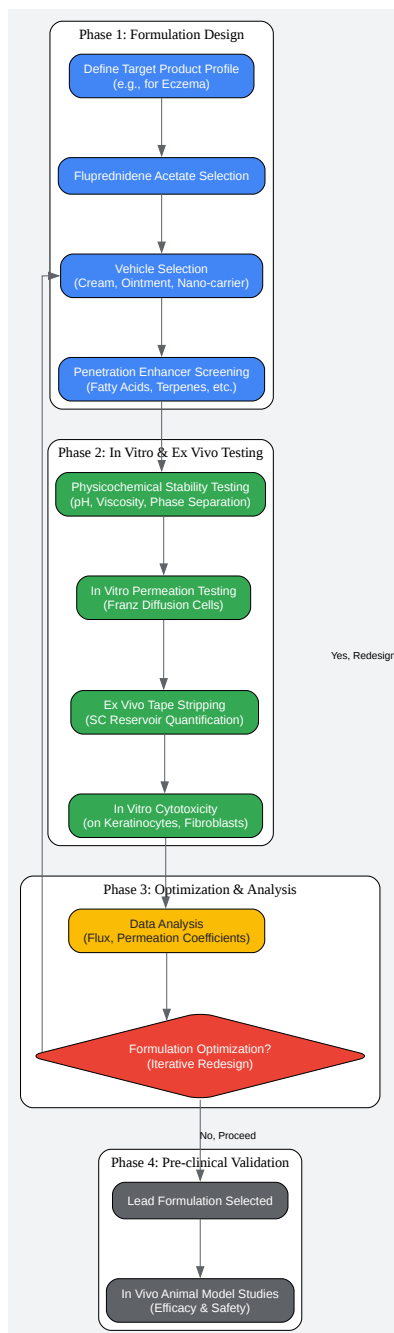 Phase 1: Formulation Design
Define Target Product Profile
(e.g., for Eczema)
Fluprednidene Acetate Selection
Vehicle Selection
(Cream, Ointment, Nano-carrier)
Penetration Enhancer Screening
(Fatty Acids, Terpenes, etc.)
Phase 2: In Vitro & Ex Vivo Testing
Physicochemical Stability Testing
(pH, Viscosity, Phase Separation)
In Vitro Permeation Testing
(Franz Diffusion Cells)
Yes, Redesign
Ex Vivo Tape Stripping
(SC Reservoir Quantification)
In Vitro Cytotoxicity
(on Keratinocytes, Fibroblasts)
Phase 3: Optimization & Analysis
Data Analysis
(Flux, Permeation Coefficients)
Formulation Optimization?
(Iterative Redesign)
No, Proceed
Phase 4: Pre-clinical Validation
Lead Formulation Selected
In Vivo Animal Model Studies
(Efficacy & Safety)